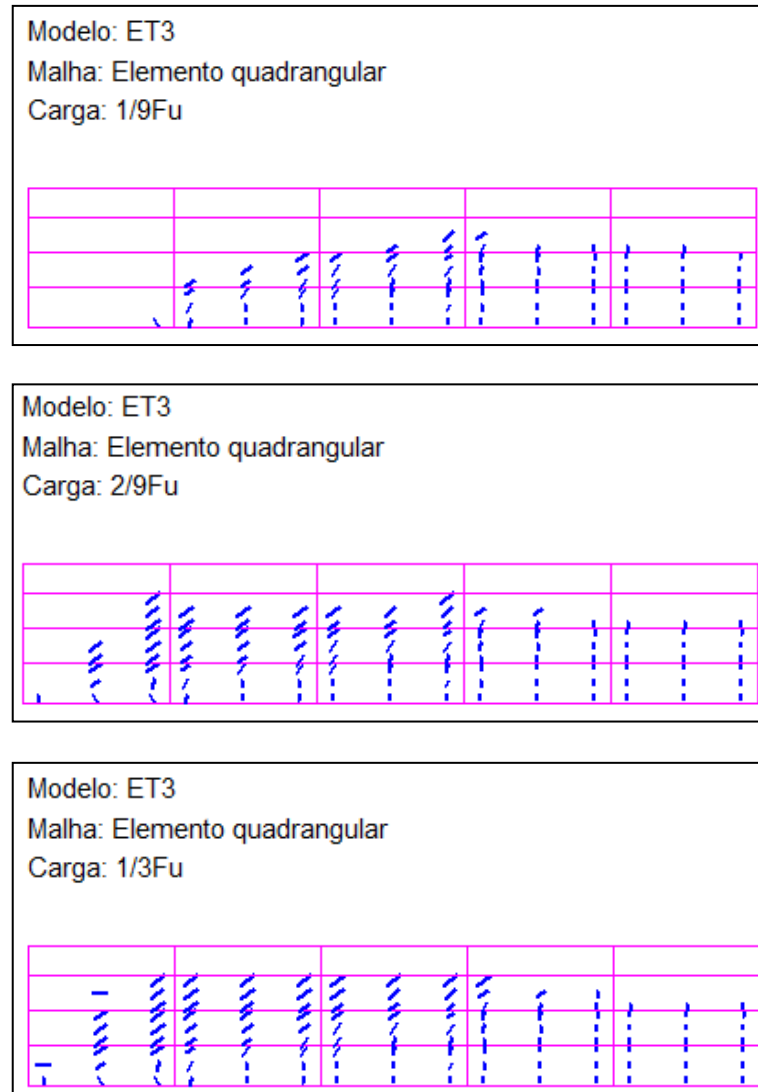 Modelo: ET3
Malha: Elemento quadrangular
Carga: 1/9Fu
Modelo: ET3
Malha: Elemento quadrangular
Carga: 2/9Fu
Modelo: ET3
Malha: Elemento quadrangular
Carga: 1/3Fu